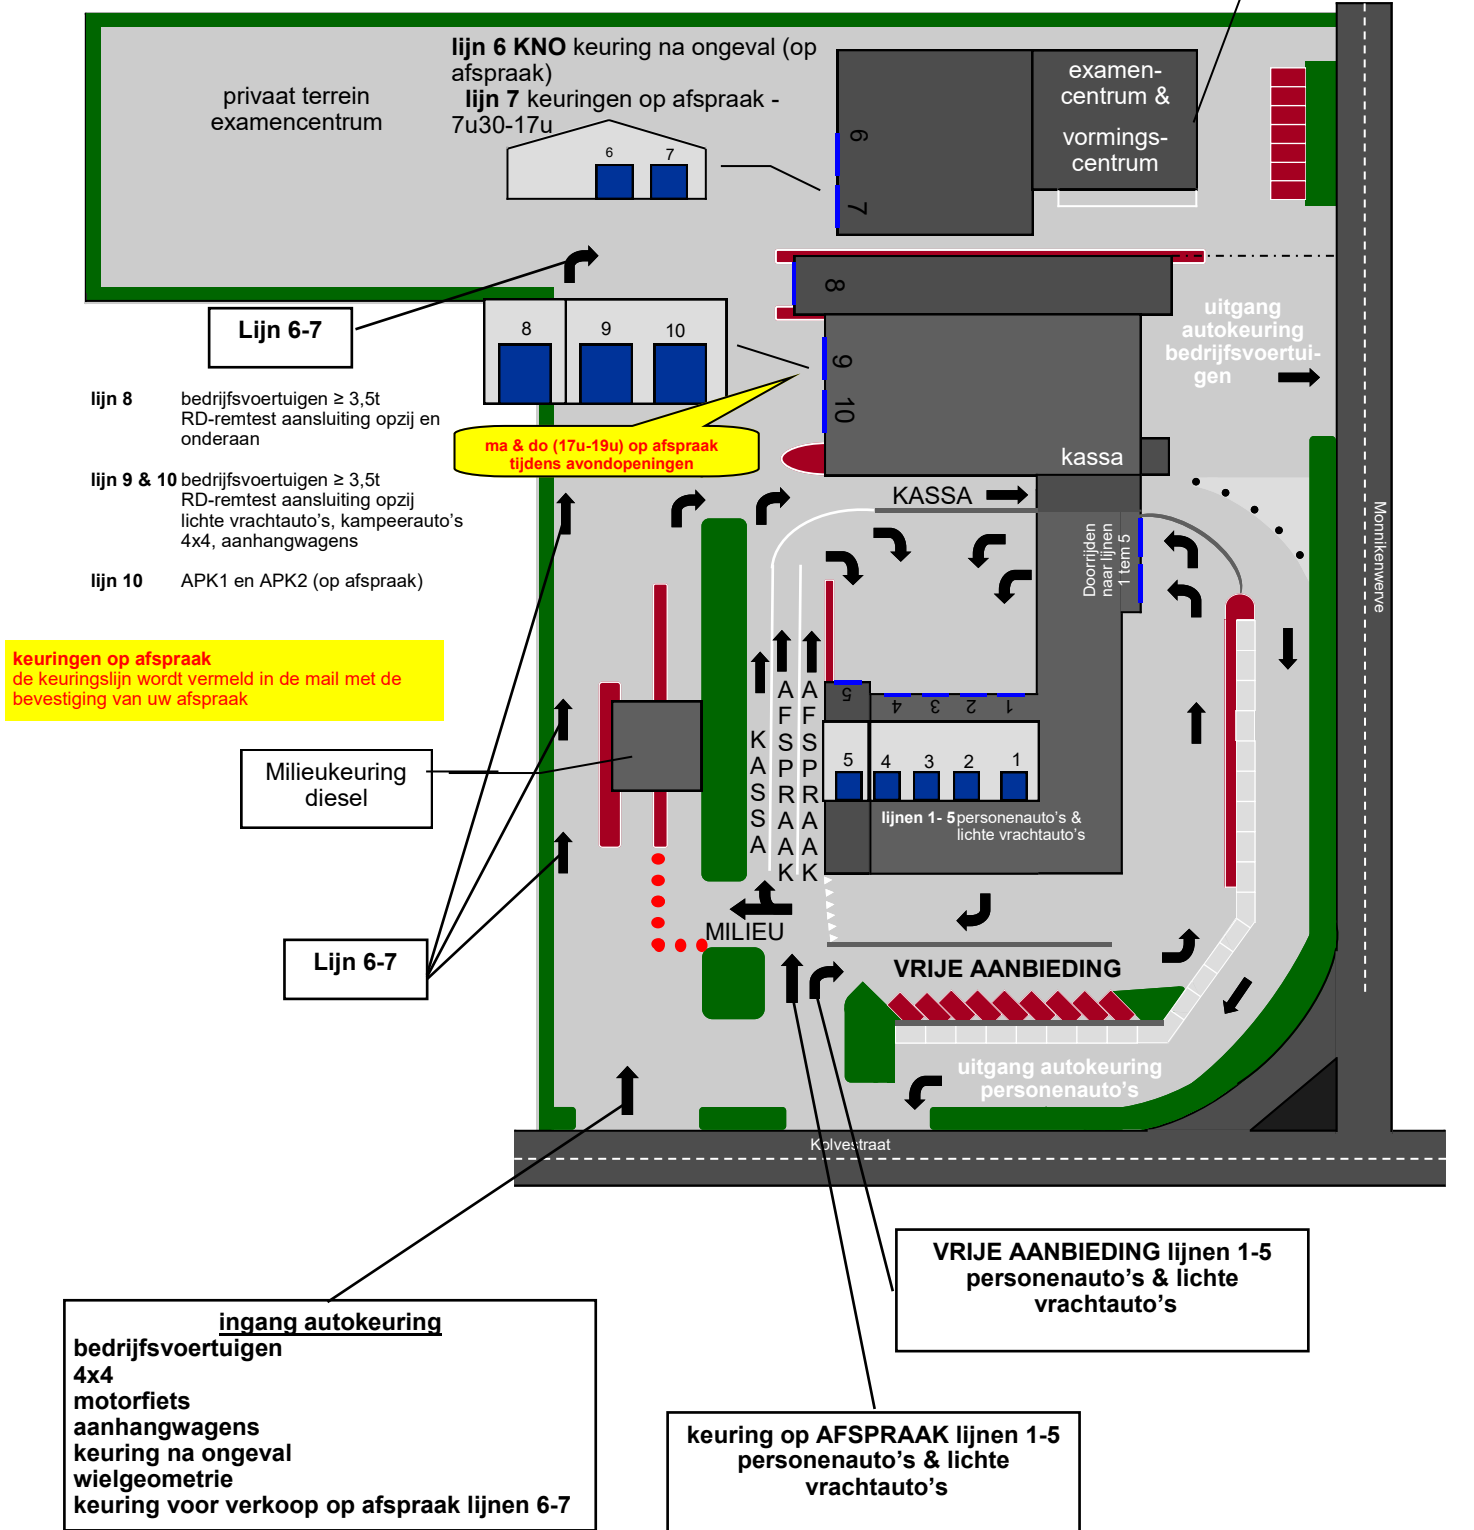 lijn 6 KNO keuring na ongeval (op
afspraak)
lijn 7 keuringen op afspraak -
7u30-17u
privaat terrein
examencentrum
examen-
centrum &
vormings-
centrum
6
7
6
7
Lijn 6-7
8
9
10
8
9
10
uitgang
autokeuring
bedrijfsvoertui-
gen
lijn 8 bedrijfsvoertuigen ≥ 3,5t
RD-remtest aansluiting opzij en
onderaan
lijn 9 & 10 bedrijfsvoertuigen ≥ 3,5t
RD-remtest aansluiting opzij
lichte vrachtauto’s, kampeerauto’s
4x4, aanhangwagens
lijn 10 APK1 en APK2 (op afspraak)
ma & do (17u-19u) op afspraak
tijdens avondopeningen
kassa
KASSA
Doorrijden
naar lijnen
1 tem 5
Monnikenwerve
keuringen op afspraak
de keuringslijn wordt vermeld in de mail met de
bevestiging van uw afspraak
Milieukeuring
diesel
KASSA
AFSPRAAK
AFSPRAAK
5
4
3
2
1
5
4
3
2
1
lijnen 1- 5 personenauto’s &
lichte vrachtauto’s
MILIEU
Lijn 6-7
VRIJE AANBIEDING
uitgang autokeuring
personenauto’s
Kolvestraat
VRIJE AANBIEDING lijnen 1-5
personenauto’s & lichte
vrachtauto’s
ingang autokeuring
bedrijfsvoertuigen
4x4
motorfiets
aanhangwagens
keuring na ongeval
wielgeometrie
keuring voor verkoop op afspraak lijnen 6-7
keuring op AFSPRAAK lijnen 1-5
personenauto’s & lichte
vrachtauto’s